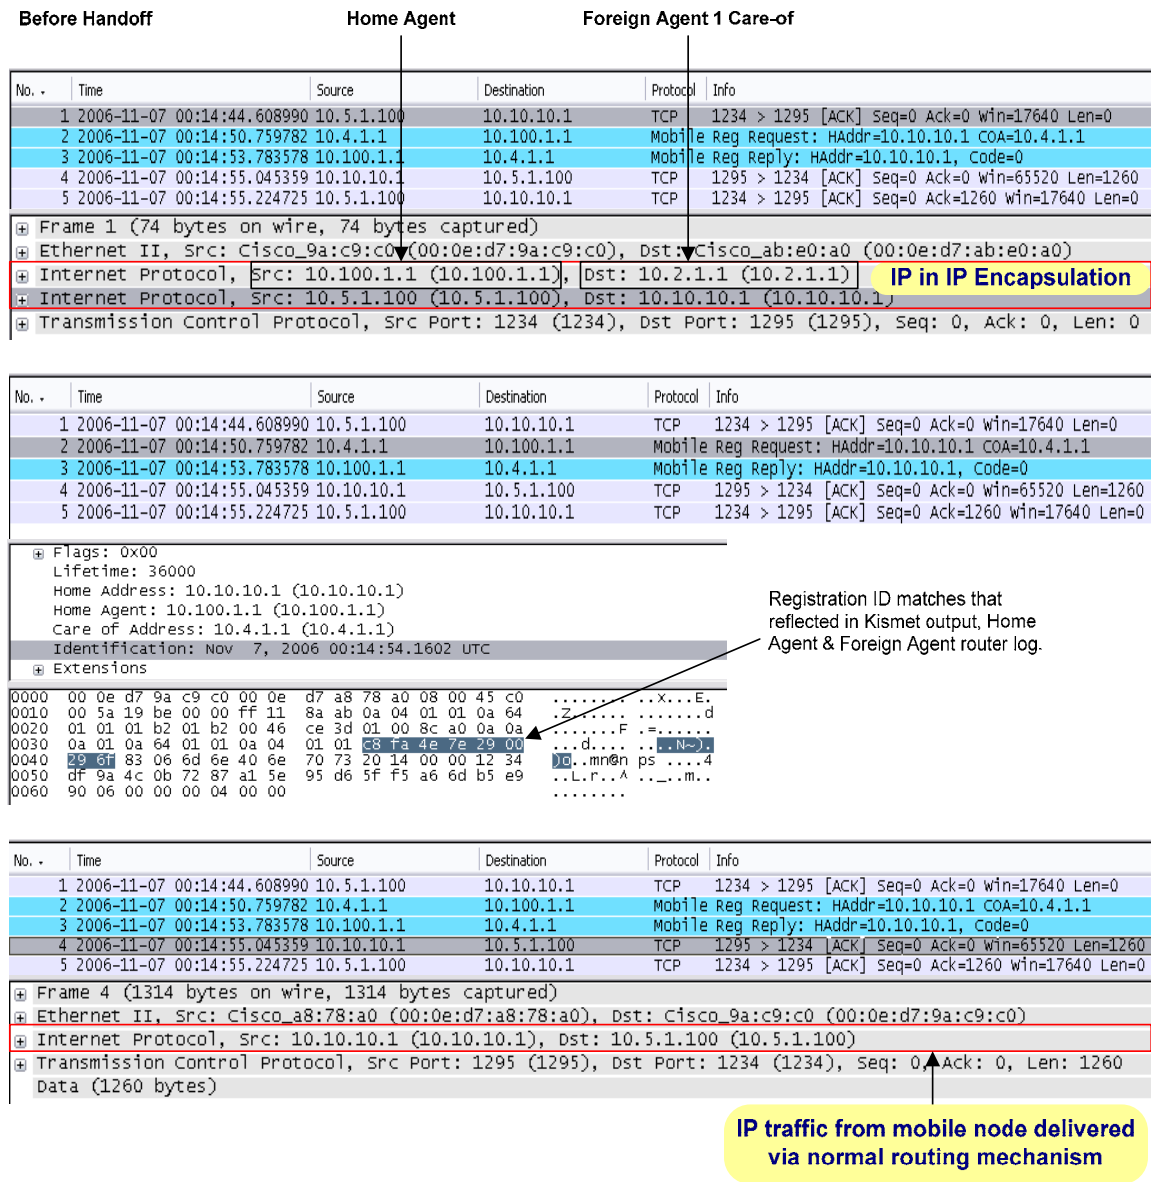 Before Handoff Home Agent Foreign Agent 1 Care-of
No. Time Source Destination Protocol Info
1 2006-11-07 00:14:44.608990 10.5.1.100 10.10.10.1 TCP 1234 > 1295 [ACK] Seq=0 Ack=0 Win=17640 Len=0
2 2006-11-07 00:14:50.759782 10.4.1.1 10.100.1.1 Mobile Reg Request: HAddr=10.10.10.1 COA=10.4.1.1
3 2006-11-07 00:14:53.783578 10.100.1.1 10.4.1.1 Mobile Reg Reply: HAddr=10.10.10.1, Code=0
4 2006-11-07 00:14:55.045359 10.10.10.1 10.5.1.100 TCP 1295 > 1234 [ACK] Seq=0 Ack=0 Win=65520 Len=1260
5 2006-11-07 00:14:55.224725 10.5.1.100 10.10.10.1 TCP 1234 > 1295 [ACK] Seq=0 Ack=1260 Win=17640 Len=0
Frame 1 (74 bytes on wire, 74 bytes captured)
Ethernet II, Src: Cisco_9a:c9:c0 (00:0e:d7:9a:c9:c0), Dst: Cisco_ab:e0:a0 (00:0e:d7:ab:e0:a0)
Internet Protocol, Src: 10.100.1.1 (10.100.1.1), Dst: 10.2.1.1 (10.2.1.1) IP in IP Encapsulation
Internet Protocol, Src: 10.5.1.100 (10.5.1.100), Dst: 10.10.10.1 (10.10.10.1)
Transmission Control Protocol, Src Port: 1234 (1234), Dst Port: 1295 (1295), Seq: 0, Ack: 0, Len: 0
No. Time Source Destination Protocol Info
1 2006-11-07 00:14:44.608990 10.5.1.100 10.10.10.1 TCP 1234 > 1295 [ACK] Seq=0 Ack=0 Win=17640 Len=0
2 2006-11-07 00:14:50.759782 10.4.1.1 10.100.1.1 Mobile Reg Request: HAddr=10.10.10.1 COA=10.4.1.1
3 2006-11-07 00:14:53.783578 10.100.1.1 10.4.1.1 Mobile Reg Reply: HAddr=10.10.10.1, Code=0
4 2006-11-07 00:14:55.045359 10.10.10.1 10.5.1.100 TCP 1295 > 1234 [ACK] Seq=0 Ack=0 Win=65520 Len=1260
5 2006-11-07 00:14:55.224725 10.5.1.100 10.10.10.1 TCP 1234 > 1295 [ACK] Seq=0 Ack=1260 Win=17640 Len=0
Flags: 0x00
Lifetime: 36000
Home Address: 10.10.10.1 (10.10.10.1)
Home Agent: 10.100.1.1 (10.100.1.1)
Care of Address: 10.4.1.1 (10.4.1.1)
Identification: Nov 7, 2006 00:14:54.1602 UTC
Extensions
Registration ID matches that
reflected in Kismet output, Home
Agent & Foreign Agent router log.
0000 00 0e d7 9a c9 c0 00 0e d7 a8 78 a0 08 00 45 c0 ........ ..x...E.
0010 00 5a 19 be 00 00 ff 11 8a ab 0a 04 01 01 0a 64 .Z...... .......d
0020 01 01 01 b2 01 b2 00 46 ce 3d 01 00 8c a0 0a 0a .......F .=......
0030 0a 01 0a 64 01 01 0a 04 01 01 c8 fa 4e 7e 29 00 ...d.... ....N~).
0040 29 6f 83 06 6d 6e 40 6e 70 73 20 14 00 00 12 34 )o..mn@n ps ....4
0050 df 9a 4c 0b 72 87 a1 5e 95 d6 5f f5 a6 6d b5 e9 ..L.r..^ .._..m..
0060 90 06 00 00 00 04 00 00 ........
No. Time Source Destination Protocol Info
1 2006-11-07 00:14:44.608990 10.5.1.100 10.10.10.1 TCP 1234 > 1295 [ACK] Seq=0 Ack=0 Win=17640 Len=0
2 2006-11-07 00:14:50.759782 10.4.1.1 10.100.1.1 Mobile Reg Request: HAddr=10.10.10.1 COA=10.4.1.1
3 2006-11-07 00:14:53.783578 10.100.1.1 10.4.1.1 Mobile Reg Reply: HAddr=10.10.10.1, Code=0
4 2006-11-07 00:14:55.045359 10.10.10.1 10.5.1.100 TCP 1295 > 1234 [ACK] Seq=0 Ack=0 Win=65520 Len=1260
5 2006-11-07 00:14:55.224725 10.5.1.100 10.10.10.1 TCP 1234 > 1295 [ACK] Seq=0 Ack=1260 Win=17640 Len=0
Frame 4 (1314 bytes on wire, 1314 bytes captured)
Ethernet II, Src: Cisco_a8:78:a0 (00:0e:d7:a8:78:a0), Dst: Cisco_9a:c9:c0 (00:0e:d7:9a:c9:c0)
Internet Protocol, Src: 10.10.10.1 (10.10.10.1), Dst: 10.5.1.100 (10.5.1.100)
Transmission Control Protocol, Src Port: 1295 (1295), Dst Port: 1234 (1234), Seq: 0, Ack: 0, Len: 1260
Data (1260 bytes)
IP traffic from mobile node delivered
via normal routing mechanism